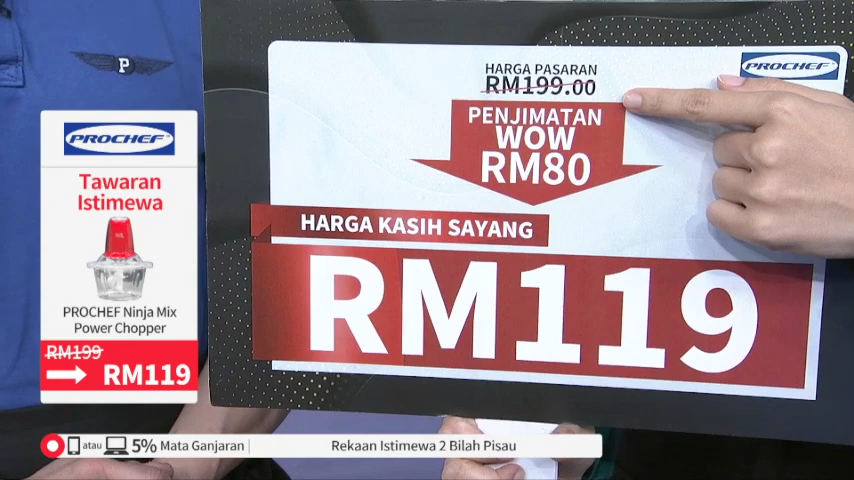 P
PROCHEF
Tawaran
Istimewa
PROCHEF Ninja Mix
Power Chopper
RM199
RM119
HARGA PASARAN
RM199.00
PROCHEF
PENJIMATAN
WOW
RM80
HARGA KASIH SAYANG
RM119
atau 5% Mata Ganjaran
Rekaan Istimewa 2 Bilah Pisau